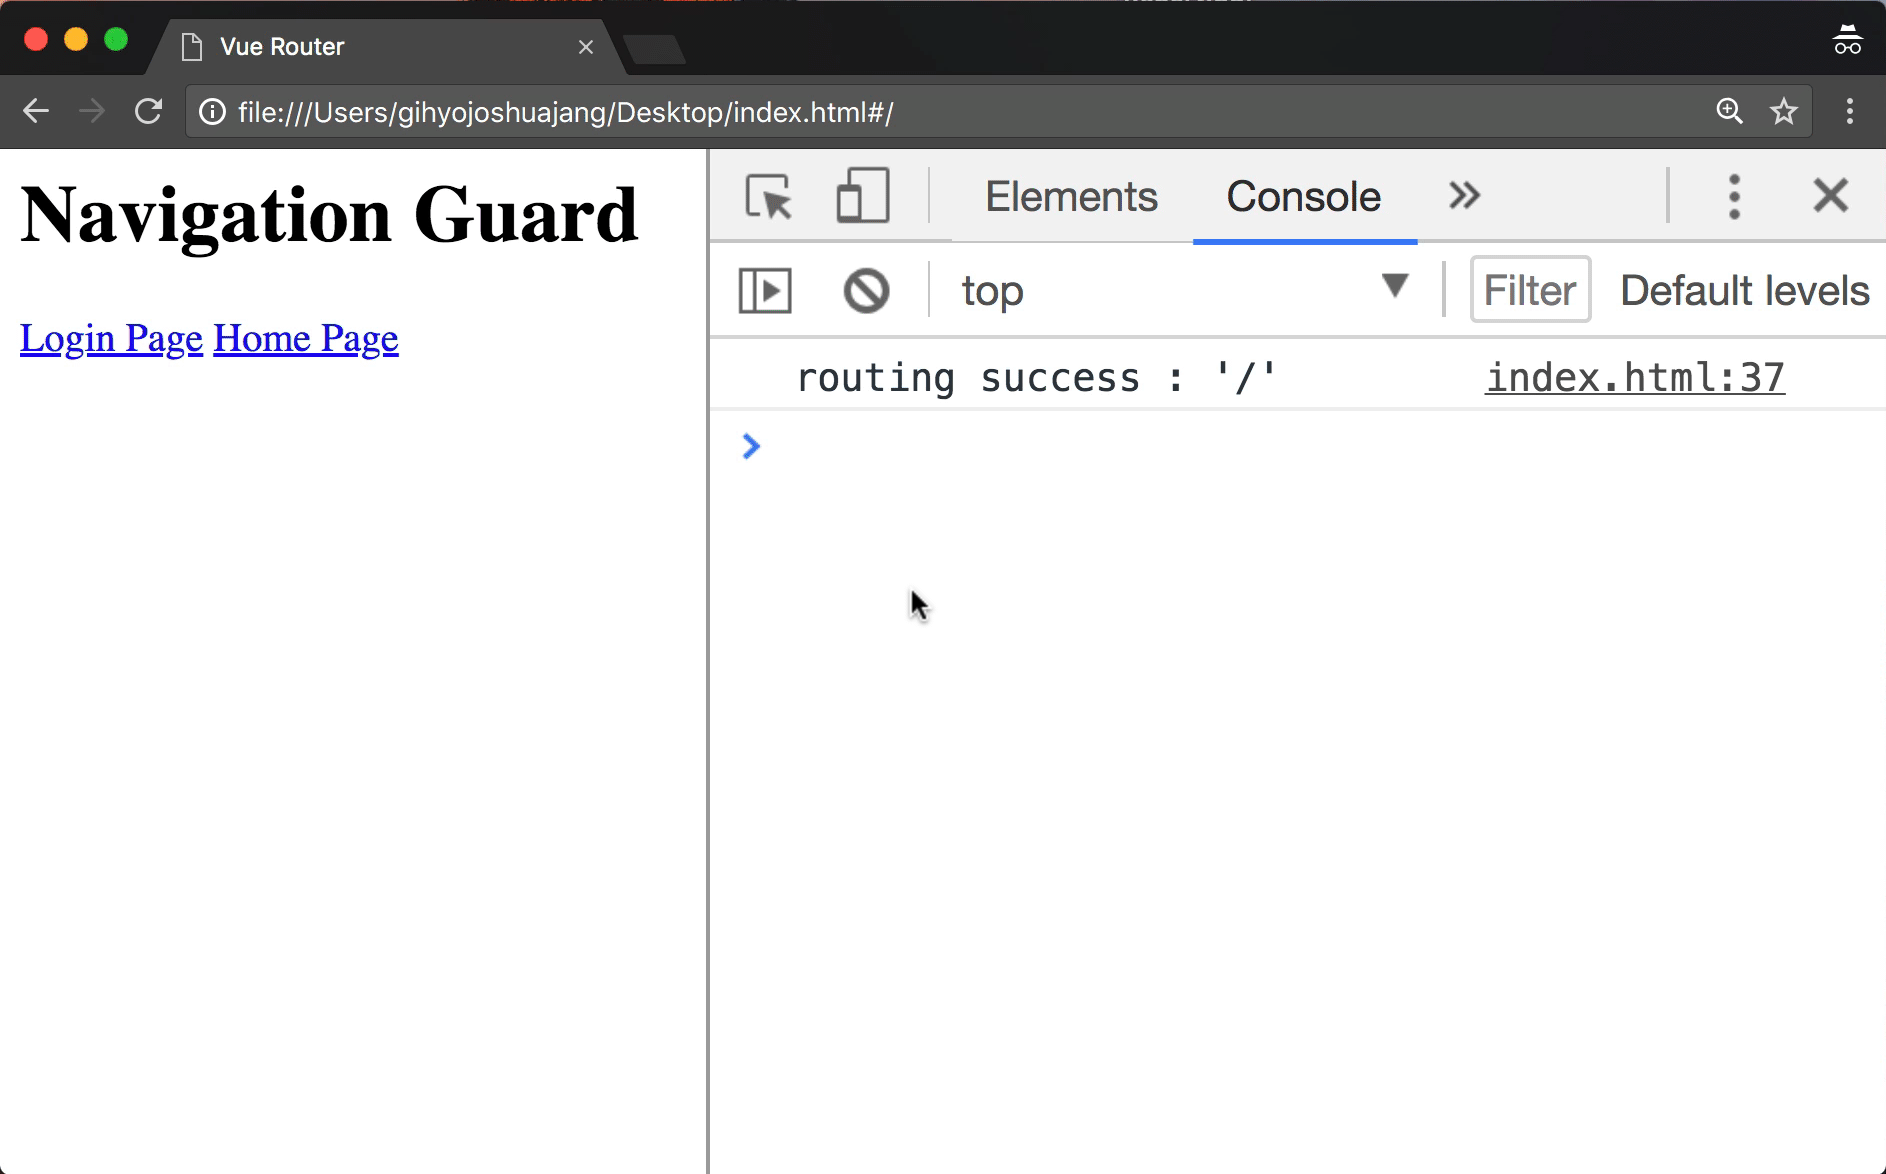 Vue Router
file:///Users/gihyojoshuajang/Desktop/index.html#/
Navigation Guard
Login Page Home Page
Elements Console
top Filter Default levels
routing success : '/' index.html:37